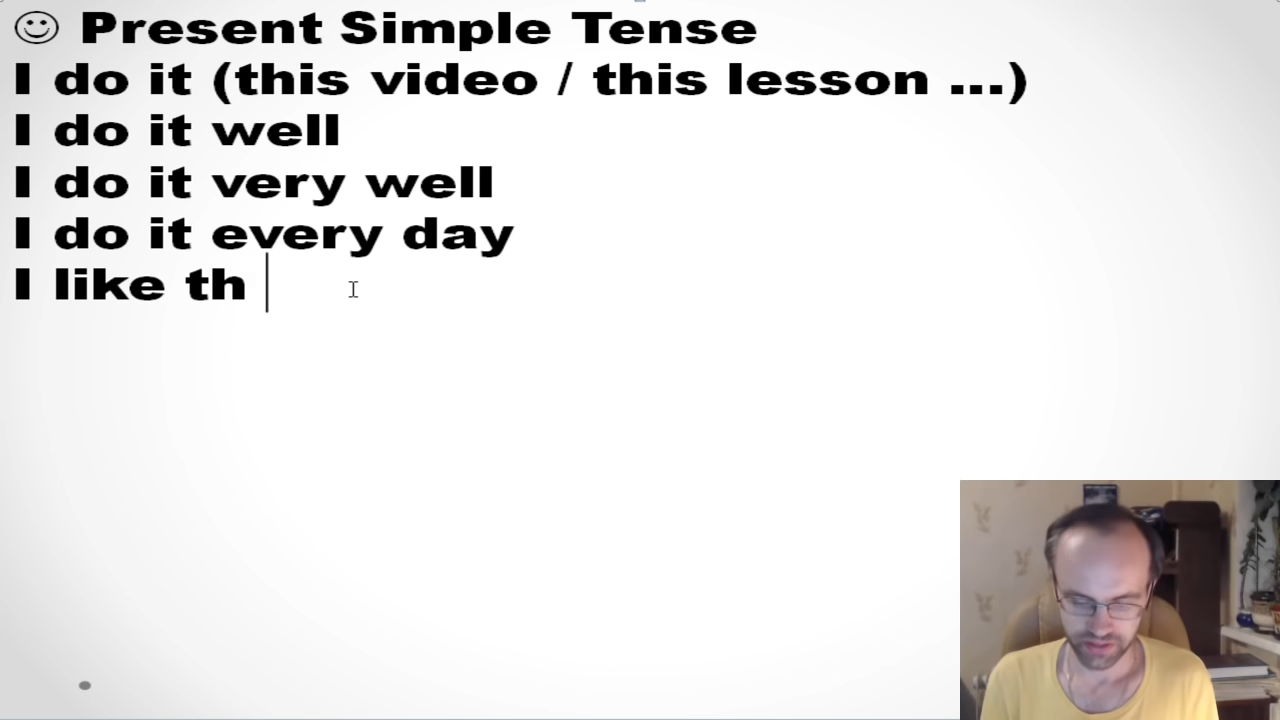 ☺ Present Simple Tense
I do it (this video / this lesson ...)
I do it well
I do it very well
I do it every day
I like th